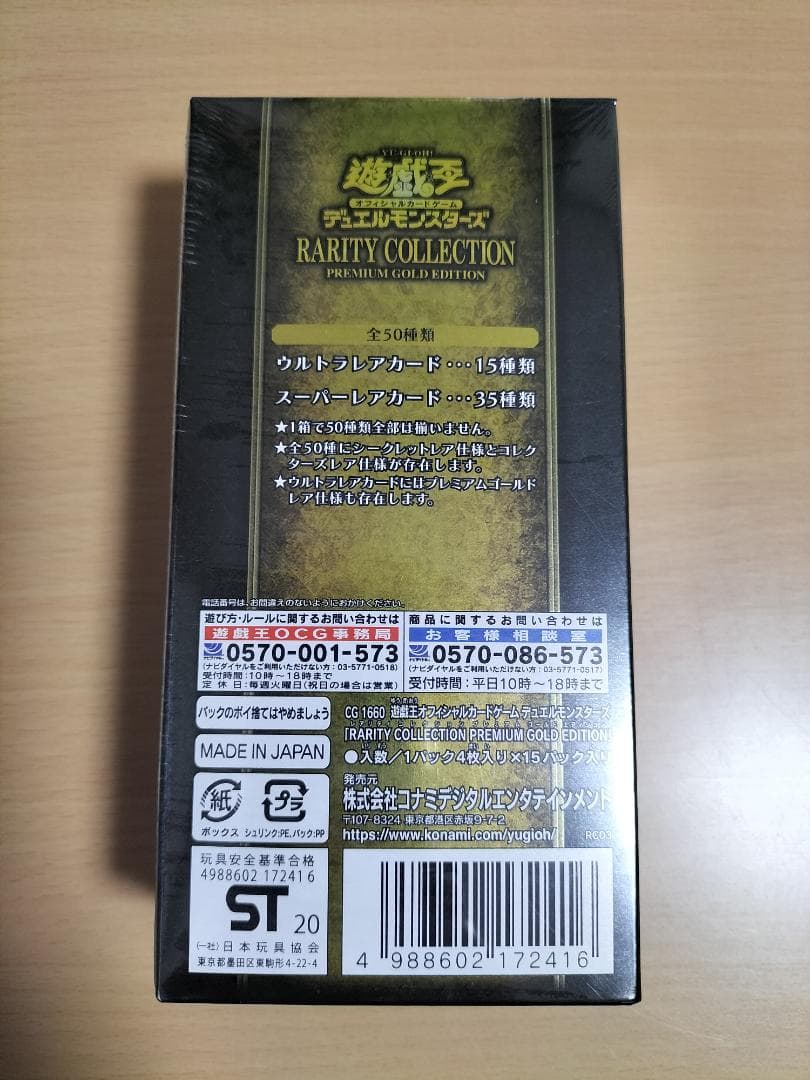 YU-GI-OH!
遊戯王
オフィシャルカードゲーム
デュエルモンスターズ
RARITY COLLECTION
PREMIUM GOLD EDITION
全50種類
ウルトラレアカード・・・15種類
スーパーレアカード・・・35種類
★1箱で50種類全部は揃いません。
★全50種にシークレットレア仕様とコレク
ターズレア仕様が存在します。
★ウルトラレアカードにはプレミアムゴールド
レア仕様も存在します。
電話番号は、お間違えのないようにおかけください。
遊び方・ルールに関するお問い合わせは
遊戯王OCG事務局
0570-001-573
(ナビダイヤルをご利用いただけない方:03-5771-0518)
受付時間:10時〜18時まで
定休日:毎週火曜日(祝日の場合は営業)
商品に関するお問い合わせは
お客様相談室
0570-086-573
(ナビダイヤルをご利用いただけない方:03-5771-0517)
受付時間:平日10時〜18時まで
パックのポイ捨てはやめましょう
MADE IN JAPAN
紙
ボックス
プラ
シュリンク:PE、パック:PP
CG 1660 遊戯王オフィシャルカードゲーム デュエルモンスターズ
「RARITY COLLECTION PREMIUM GOLD EDITION」
●入数/1パック4枚入り×15パック入り
発売元
株式会社コナミデジタルエンタテインメント
〒107-8324 東京都港区赤坂9-7-2
https://www.konami.com/yugioh/
RC03
玩具安全基準合格
4988602 172416
ST 20
(一社)日本玩具協会
東京都墨田区東駒形4-22-4
4 988602 172416